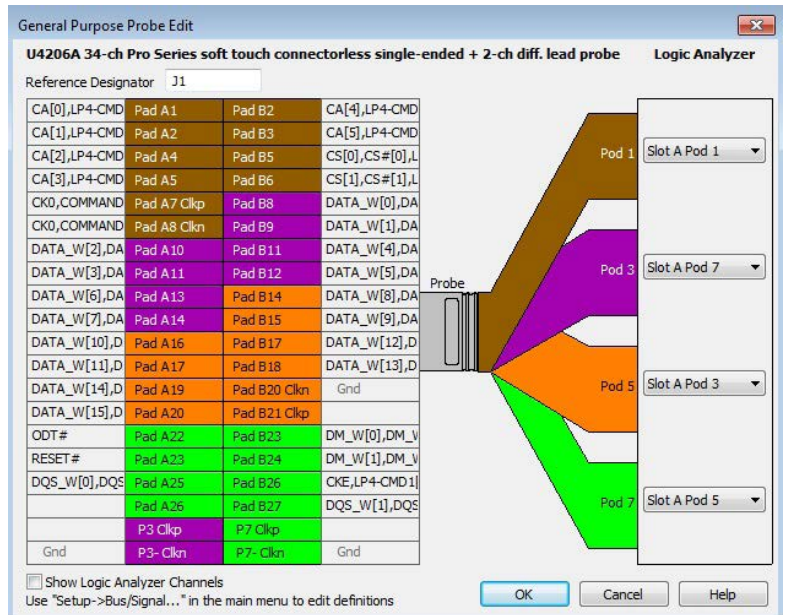 General Purpose Probe Edit
U4206A 34-ch Pro Series soft touch connectorless single-ended + 2-ch diff. lead probe Logic Analyzer
Reference Designator J1
CA[0],LP4-CMD Pad A1 Pad B2 CA[4],LP4-CMD
CA[1],LP4-CMD Pad A2 Pad B3 CA[5],LP4-CMD
CA[2],LP4-CMD Pad A4 Pad B5 CS[0],CS#[0],L
CA[3],LP4-CMD Pad A5 Pad B6 CS[1],CS#[1],L
CK0,COMMAND Pad A7 Clkp Pad B8 DATA_W[0],DA
CK0,COMMAND Pad A8 Clkn Pad B9 DATA_W[1],DA
DATA_W[2],DA Pad A10 Pad B11 DATA_W[4],DA
DATA_W[3],DA Pad A11 Pad B12 DATA_W[5],DA
DATA_W[6],DA Pad A13 Pad B14 DATA_W[8],DA
DATA_W[7],DA Pad A14 Pad B15 DATA_W[9],DA
DATA_W[10],D Pad A16 Pad B17 DATA_W[12],D
DATA_W[11],D Pad A17 Pad B18 DATA_W[13],D
DATA_W[14],D Pad A19 Pad B20 Clkn Gnd
DATA_W[15],D Pad A20 Pad B21 Clkp
ODT# Pad A22 Pad B23 DM_W[0],DM_W
RESET# Pad A23 Pad B24 DM_W[1],DM_W
DQS_W[0],DQS Pad A25 Pad B26 CKE,LP4-CMD1[
Pad A26 Pad B27 DQS_W[1],DQS
P3 Clkp P7 Clkp
Gnd P3- Clkn P7- Clkn Gnd
Probe
Pod 1 Slot A Pod 1
Pod 3 Slot A Pod 7
Pod 5 Slot A Pod 3
Pod 7 Slot A Pod 5
Show Logic Analyzer Channels
Use "Setup->Bus/Signal..." in the main menu to edit definitions
OK Cancel Help